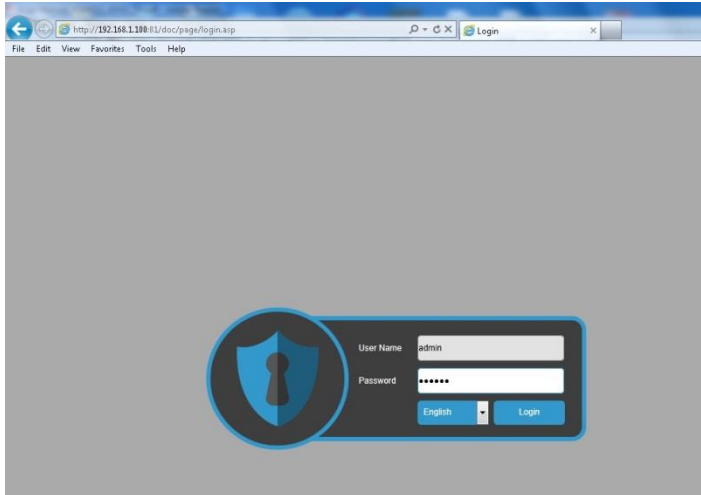 http://192.168.1.100:81/doc/page/login.asp
Login
File Edit View Favorites Tools Help
User Name admin
Password ••••••
English Login